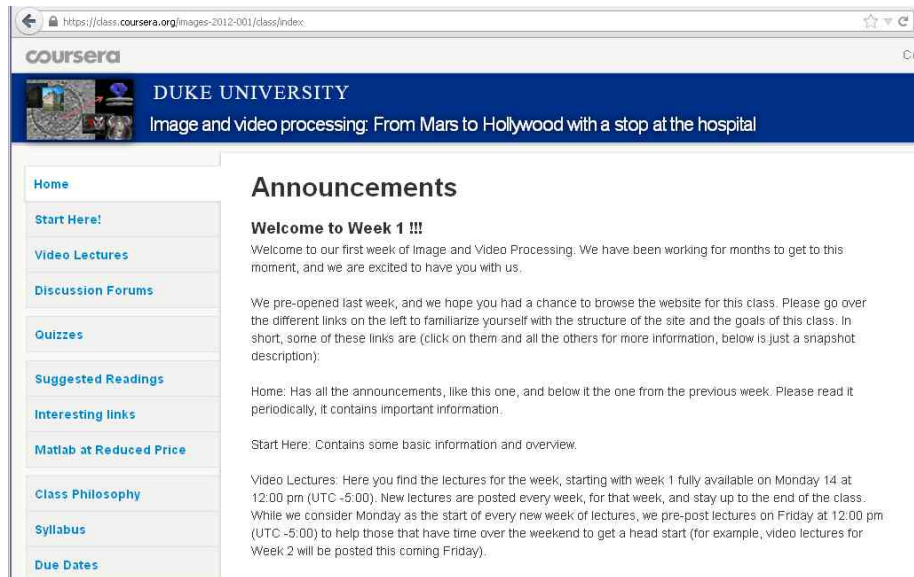 https://class.coursera.org/images-2012-001/class/index
coursera
DUKE UNIVERSITY
Image and video processing: From Mars to Hollywood with a stop at the hospital
Home
Start Here!
Video Lectures
Discussion Forums
Quizzes
Suggested Readings
Interesting links
Matlab at Reduced Price
Class Philosophy
Syllabus
Due Dates
Announcements
Welcome to Week 1 !!!
Welcome to our first week of Image and Video Processing. We have been working for months to get to this
moment, and we are excited to have you with us.
We pre-opened last week, and we hope you had a chance to browse the website for this class. Please go over
the different links on the left to familiarize yourself with the structure of the site and the goals of this class. In
short, some of these links are (click on them and all the others for more information, below is just a snapshot
description):
Home: Has all the announcements, like this one, and below it the one from the previous week. Please read it
periodically, it contains important information.
Start Here: Contains some basic information and overview.
Video Lectures: Here you find the lectures for the week, starting with week 1 fully available on Monday 14 at
12:00 pm (UTC -5:00). New lectures are posted every week, for that week, and stay up to the end of the class.
While we consider Monday as the start of every new week of lectures, we pre-post lectures on Friday at 12:00 pm
(UTC -5:00) to help those that have time over the weekend to get a head start (for example, video lectures for
Week 2 will be posted this coming Friday).